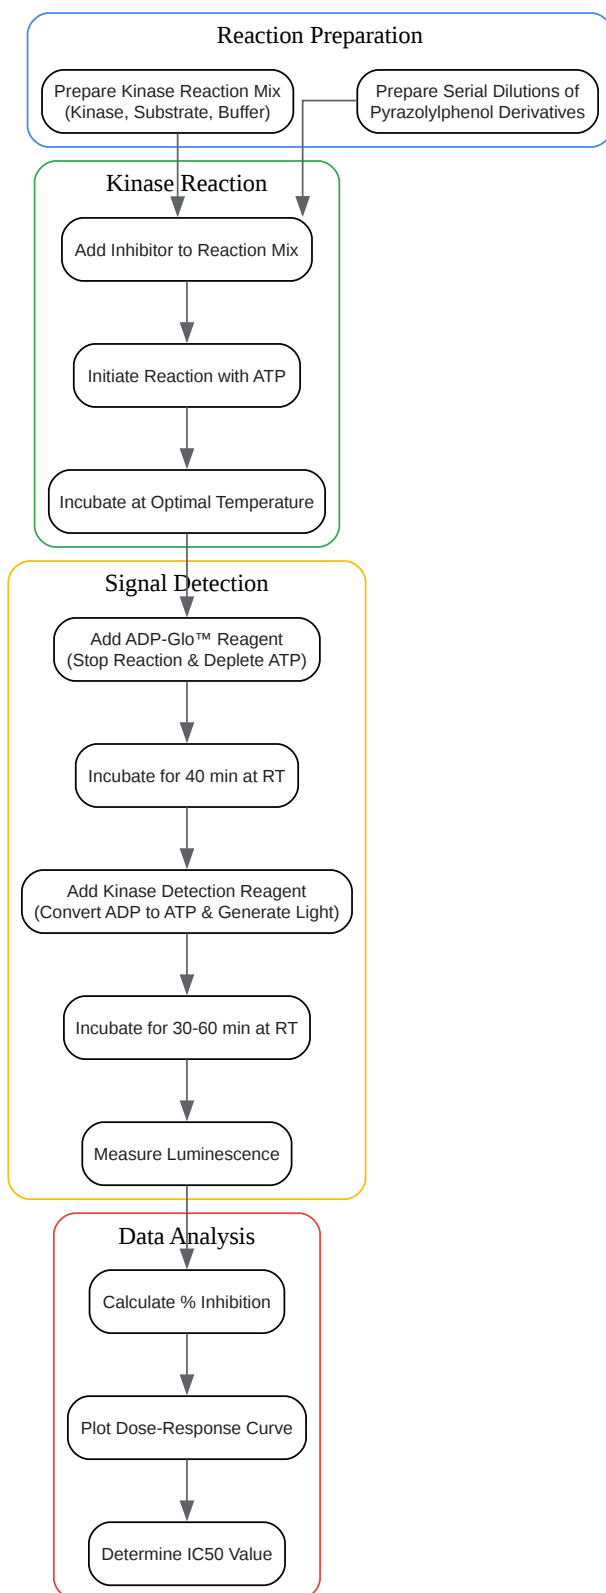 Reaction Preparation
Prepare Kinase Reaction Mix
(Kinase, Substrate, Buffer)
Prepare Serial Dilutions of
Pyrazolylphenol Derivatives
Kinase Reaction
Add Inhibitor to Reaction Mix
Initiate Reaction with ATP
Incubate at Optimal Temperature
Signal Detection
Add ADP-Glo™ Reagent
(Stop Reaction & Deplete ATP)
Incubate for 40 min at RT
Add Kinase Detection Reagent
(Convert ADP to ATP & Generate Light)
Incubate for 30-60 min at RT
Measure Luminescence
Data Analysis
Calculate % Inhibition
Plot Dose-Response Curve
Determine IC50 Value